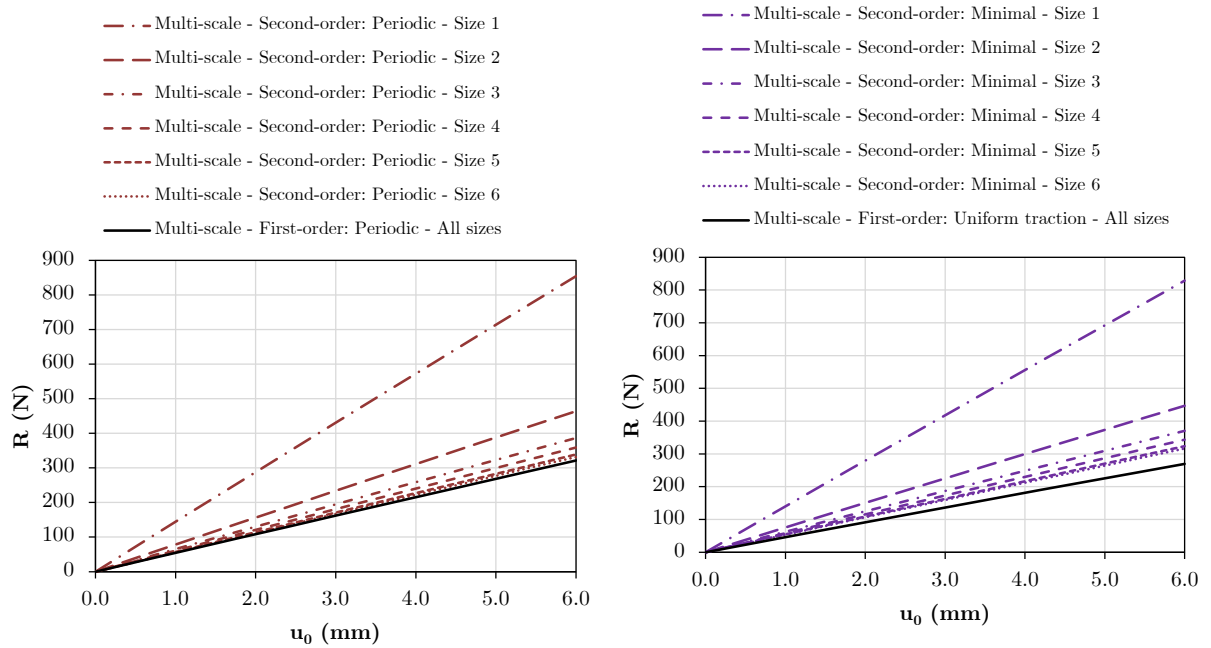 Multi-scale - Second-order: Periodic - Size 1
Multi-scale - Second-order: Periodic - Size 2
Multi-scale - Second-order: Periodic - Size 3
Multi-scale - Second-order: Periodic - Size 4
Multi-scale - Second-order: Periodic - Size 5
Multi-scale - Second-order: Periodic - Size 6
Multi-scale - First-order: Periodic - All sizes
900
800
700
600
500
400
300
200
100
0
R (N)
0.0 1.0 2.0 3.0 4.0 5.0 6.0
u₀ (mm)
Multi-scale - Second-order: Minimal - Size 1
Multi-scale - Second-order: Minimal - Size 2
Multi-scale - Second-order: Minimal - Size 3
Multi-scale - Second-order: Minimal - Size 4
Multi-scale - Second-order: Minimal - Size 5
Multi-scale - Second-order: Minimal - Size 6
Multi-scale - First-order: Uniform traction - All sizes
900
800
700
600
500
400
300
200
100
0
R (N)
0.0 1.0 2.0 3.0 4.0 5.0 6.0
u₀ (mm)